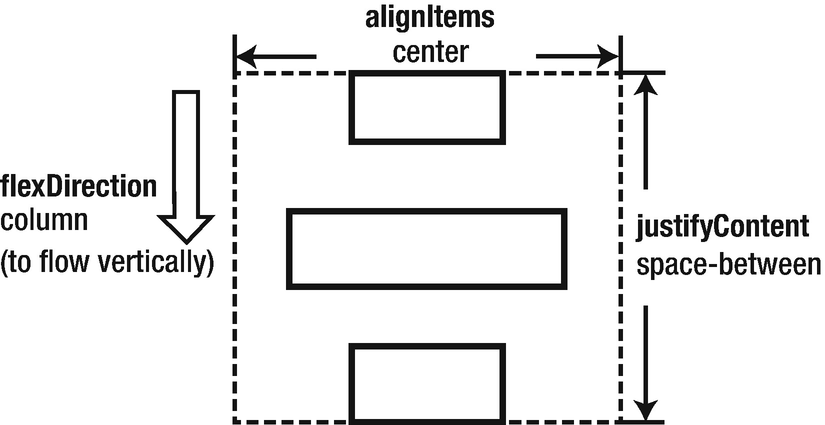 alignItems
center
flexDirection
column
(to flow vertically)
justifyContent
space-between